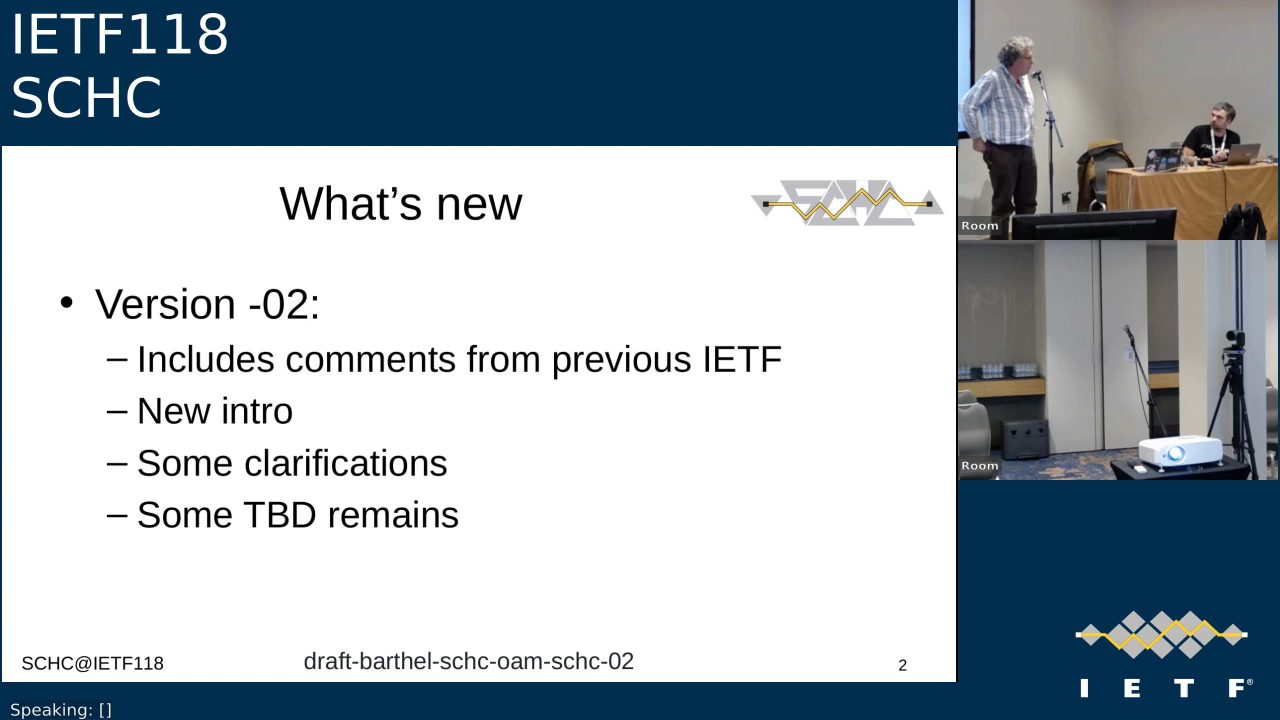 IETF118
SCHC
What’s new
SCHC
• Version -02:
– Includes comments from previous IETF
– New intro
– Some clarifications
– Some TBD remains
SCHC@IETF118
draft-barthel-schc-oam-schc-02
2
Room
Room
I E T F®
Speaking: []